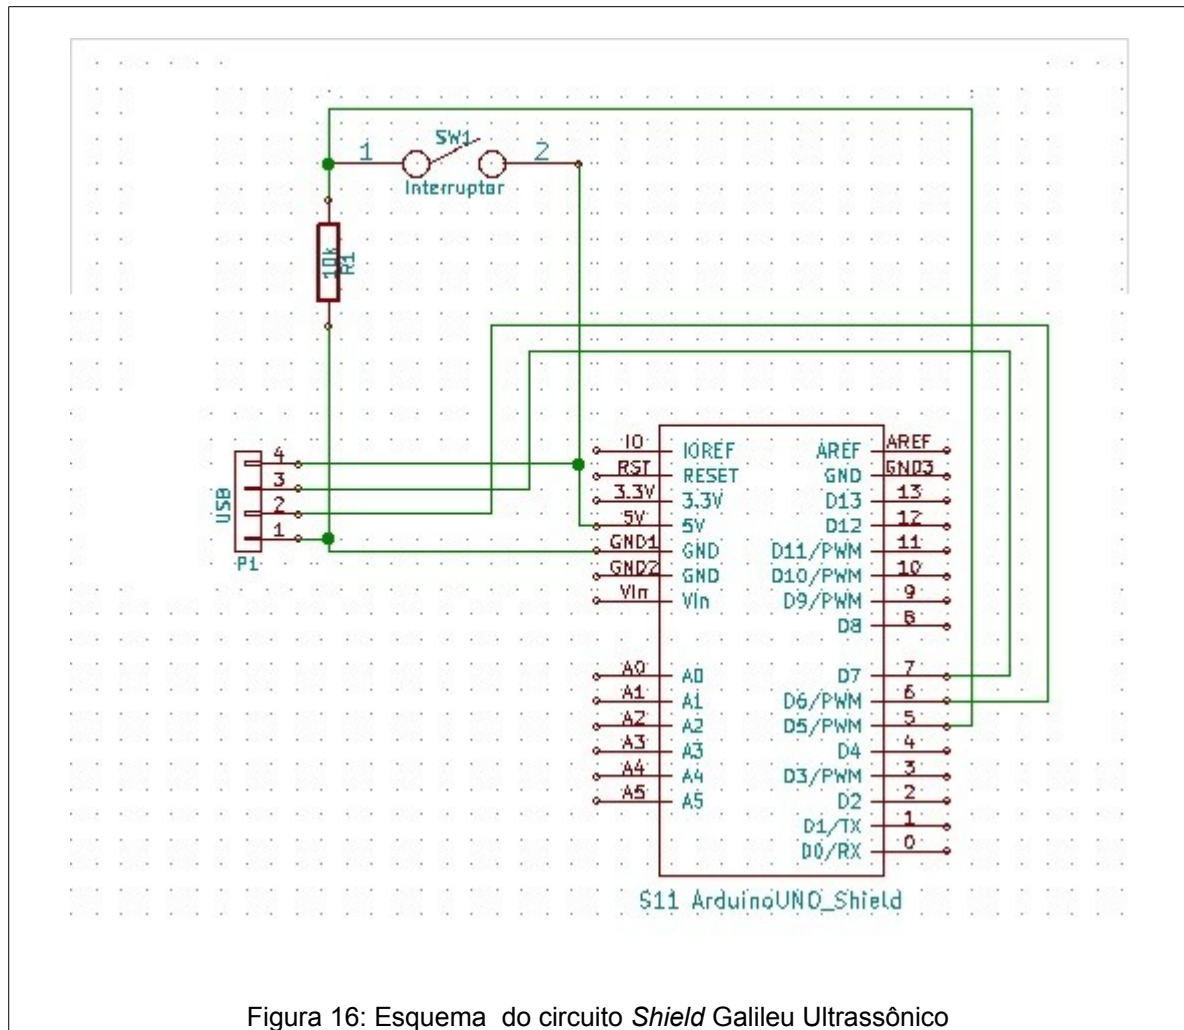 SW1
1 2
Interruptor
10k
R1
USB
4
3
2
1
P1
IO IOREF AREF AREF
RST RESET GND GND3
3.3V 3.3V D13 13
5V 5V D12 12
GND1 GND D11/PWM 11
GND2 GND D10/PWM 10
Vin Vin D9/PWM 9
D8 8
A0 A0 D7 7
A1 A1 D6/PWM 6
A2 A2 D5/PWM 5
A3 A3 D4 4
A4 A4 D3/PWM 3
A5 A5 D2 2
D1/TX 1
D0/RX 0
S11 ArduinoUNO_Shield
Figura 16: Esquema do circuito Shield Galileu Ultrassônico